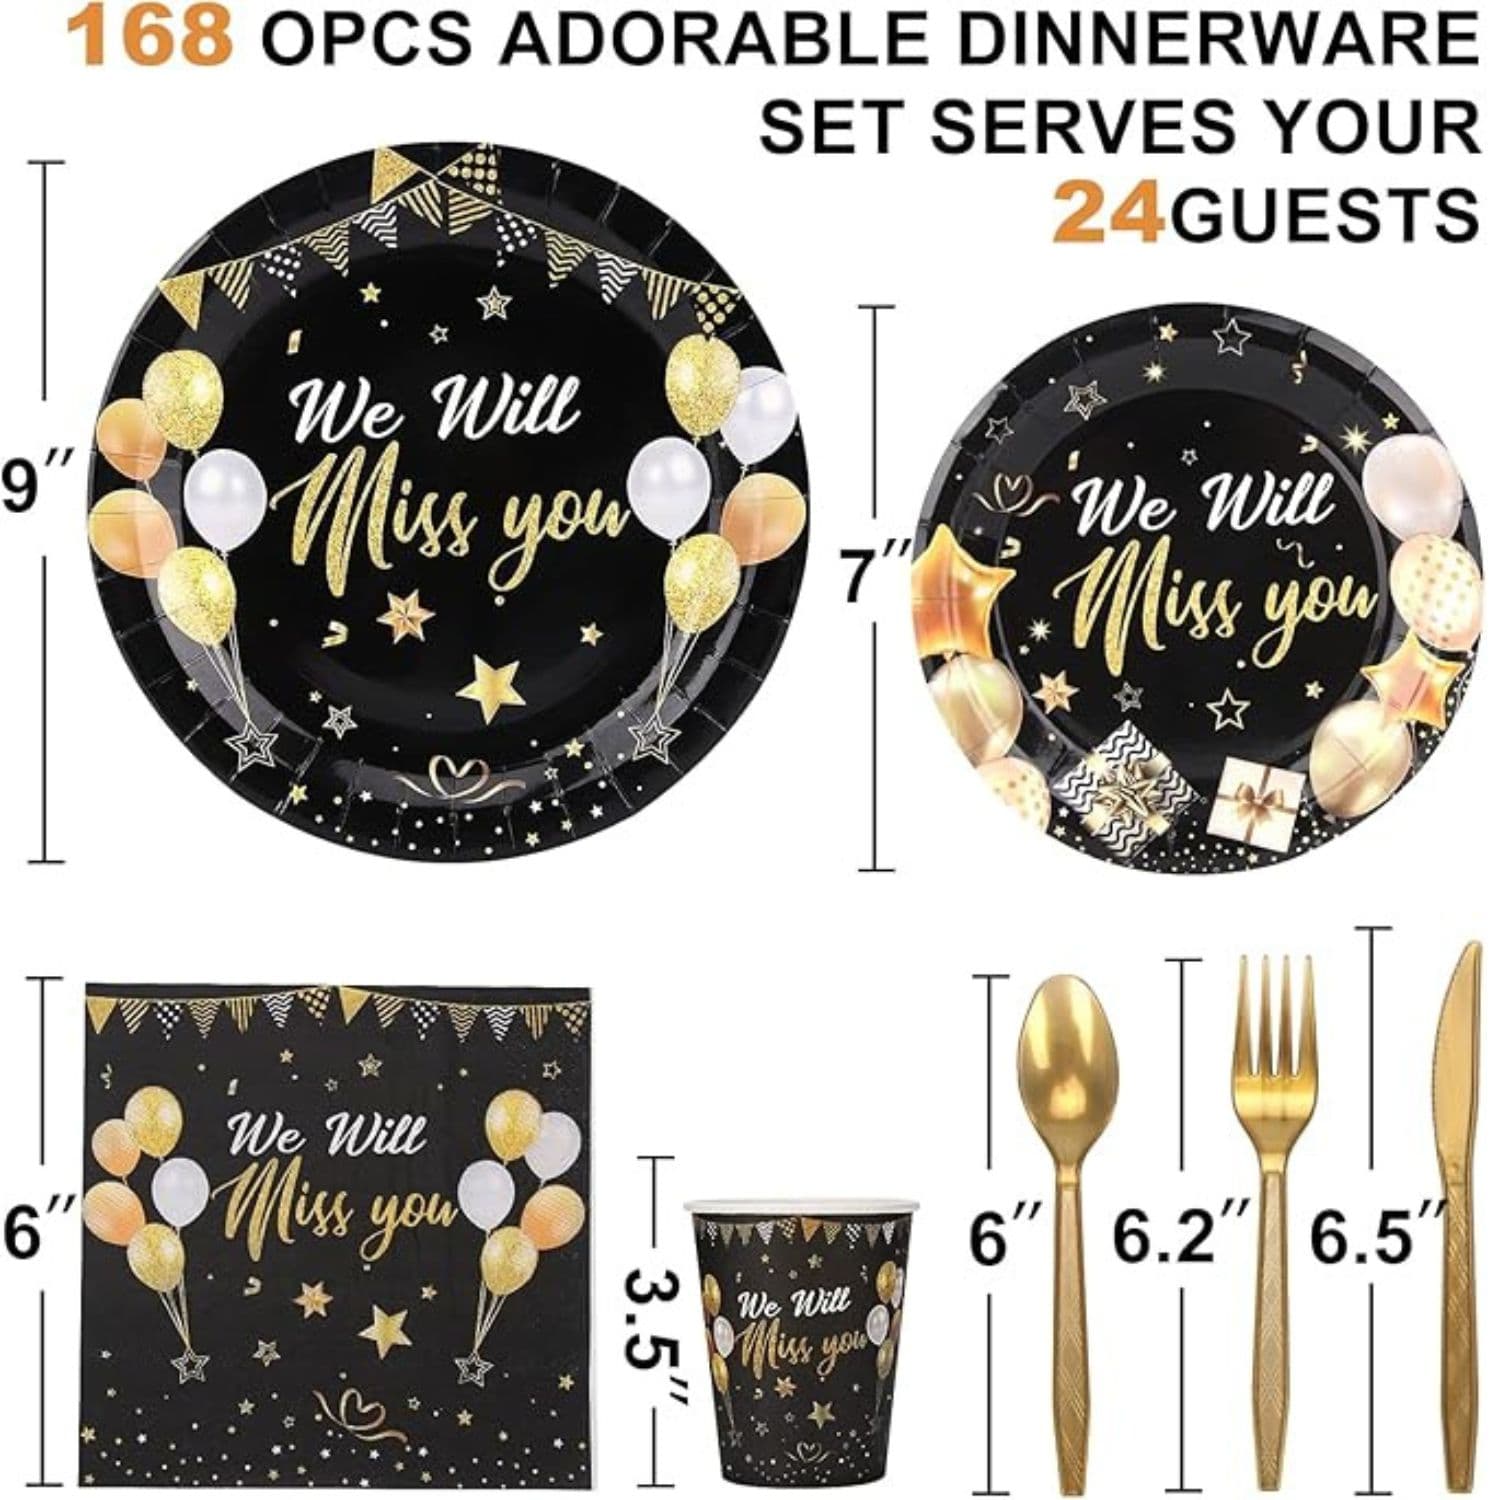 168 OPCS ADORABLE DINNERWARE
SET SERVES YOUR
24GUESTS
9″
We Will
Miss you
7″
We Will
Miss you
6″
We Will
Miss you
3.5″
We Will
Miss you
6″
6.2″
6.5″